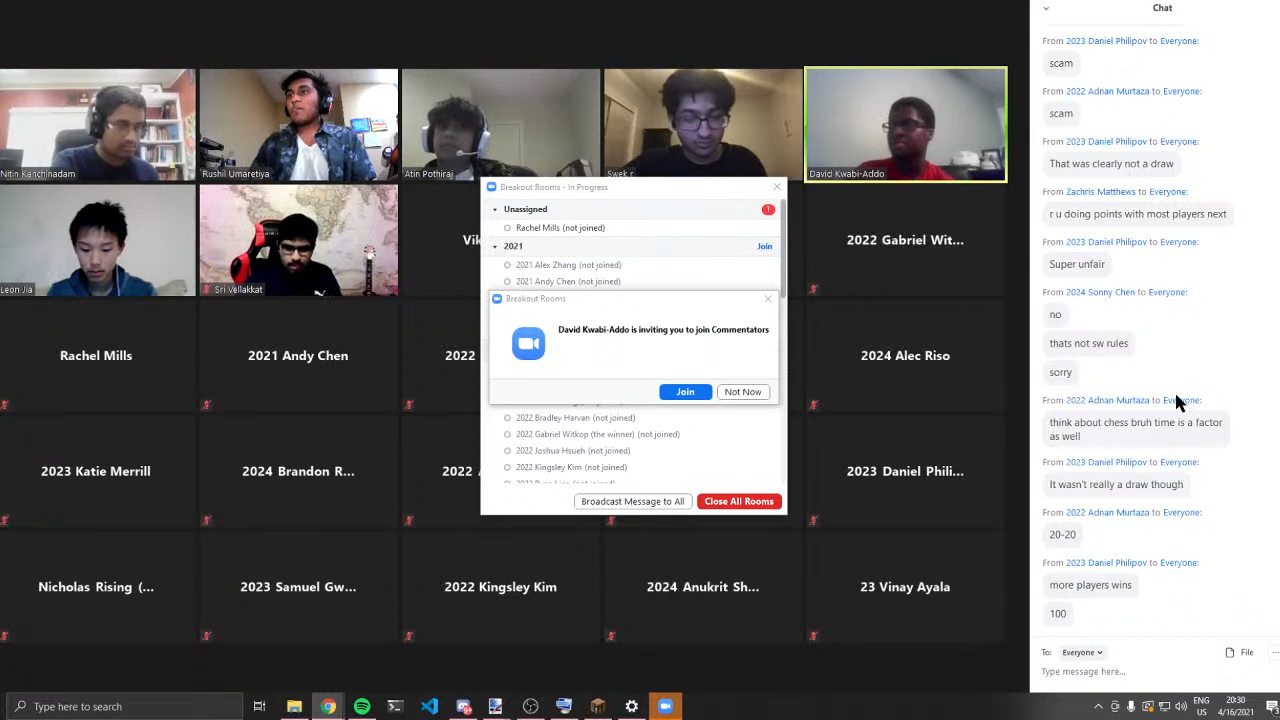 Chat
From 2023 Daniel Philipov to Everyone:
scam
From 2022 Adnan Murtaza to Everyone:
scam
From 2023 Daniel Philipov to Everyone:
That was clearly not a draw
From Zachris Matthews to Everyone:
r u doing points with most players next
From 2023 Daniel Philipov to Everyone:
Super unfair
From 2024 Sonny Chen to Everyone:
no
thats not sw rules
sorry
From 2022 Adnan Murtaza to Everyone:
think about chess bruh time is a factor
as well
From 2023 Daniel Philipov to Everyone:
It wasn't really a draw though
From 2022 Adnan Murtaza to Everyone:
20-20
From 2023 Daniel Philipov to Everyone:
more players wins
100
To: Everyone File
Type message here...
Nitin Kanchinadam
Rushil Umaretiya
Atin Pothiraj
Swek r
David Kwabi-Addo
Leon Jia
Sri Vellakkat
Vik
2022 Gabriel Wit...
Rachel Mills
2021 Andy Chen
2022
2024 Alec Riso
2023 Katie Merrill
2024 Brandon R...
2022
2023 Daniel Phili...
Nicholas Rising (...
2023 Samuel Gw...
2022 Kingsley Kim
2024 Anukrit Sh...
23 Vinay Ayala
Breakout Rooms - In Progress
Unassigned 1
Rachel Mills (not joined)
2021 Join
2021 Alex Zhang (not joined)
2021 Andy Chen (not joined)
Breakout Rooms
David Kwabi-Addo is inviting you to join Commentators
Join Not Now
2022 Bradley Harvan (not joined)
2022 Gabriel Witkop (the winner) (not joined)
2022 Joshua Hsueh (not joined)
2022 Kingsley Kim (not joined)
Broadcast Message to All Close All Rooms
Type here to search
ENG
US
20:30
4/16/2021
3